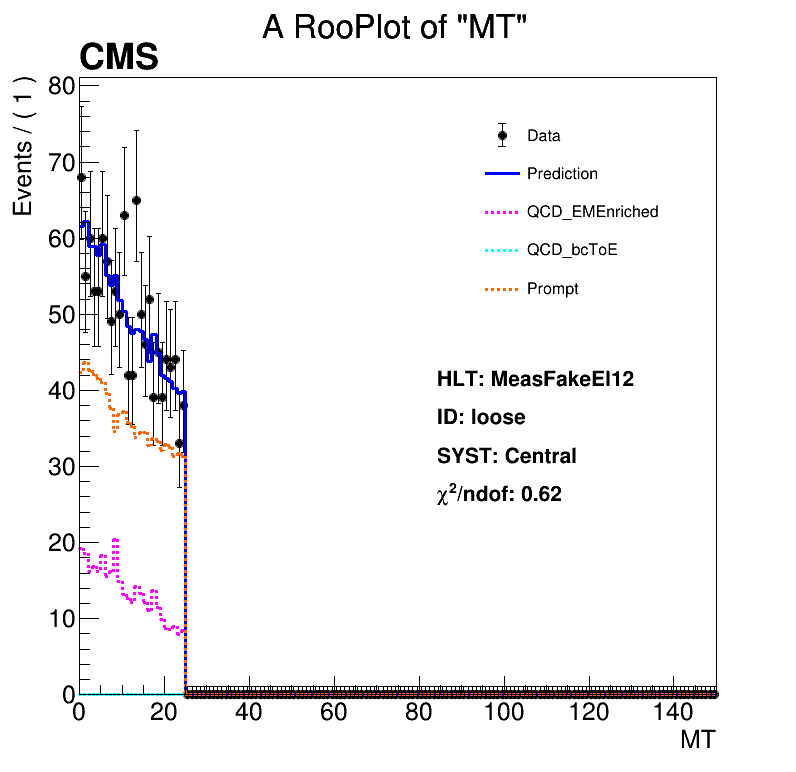 A RooPlot of "MT"
CMS
Events / ( 1 )
80
70
60
50
40
30
20
10
0
Data
Prediction
QCD_EMEnriched
QCD_bcToE
Prompt
HLT: MeasFakeEl12
ID: loose
SYST: Central
χ²/ndof: 0.62
0 20 40 60 80 100 120 140
MT